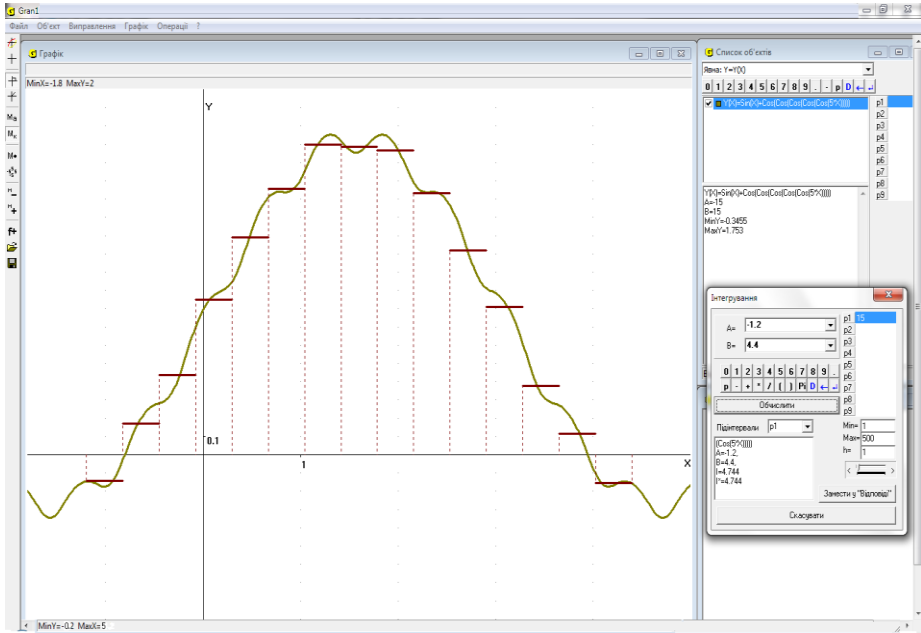 Gran1
Файл Об'єкт Виправлення Графік Операції ?
Графік
MinX=-1.8 MaxY=2
Y
0.1
1
X
MinY=-0.2 MaxX=5
Список об'єктів
Явна: Y=Y(X)
0 1 2 3 4 5 6 7 8 9 . - p D
Y(X)=Sin(X)+Cos(Cos(Cos(Cos(Cos(5*X)))))
p1
p2
p3
p4
p5
p6
p7
p8
p9
Y(X)=Sin(X)+Cos(Cos(Cos(Cos(Cos(5*X)))))
A=-15
B=15
MinY=-0.3455
MaxY=1.753
Інтегрування
A= -1.2
B= 4.4
p1 15
p2
p3
p4
p5
p6
p7
p8
p9
0 1 2 3 4 5 6 7 8 9 .
p - + * / ( ) Pi D
Обчислити
Підінтервали p1
Min= 1
Max= 500
h= 1
(Cos(5*X)))))
A=-1.2,
B=4.4,
I=4.744
I*=4.744
Занести у "Відповіді"
Скасувати